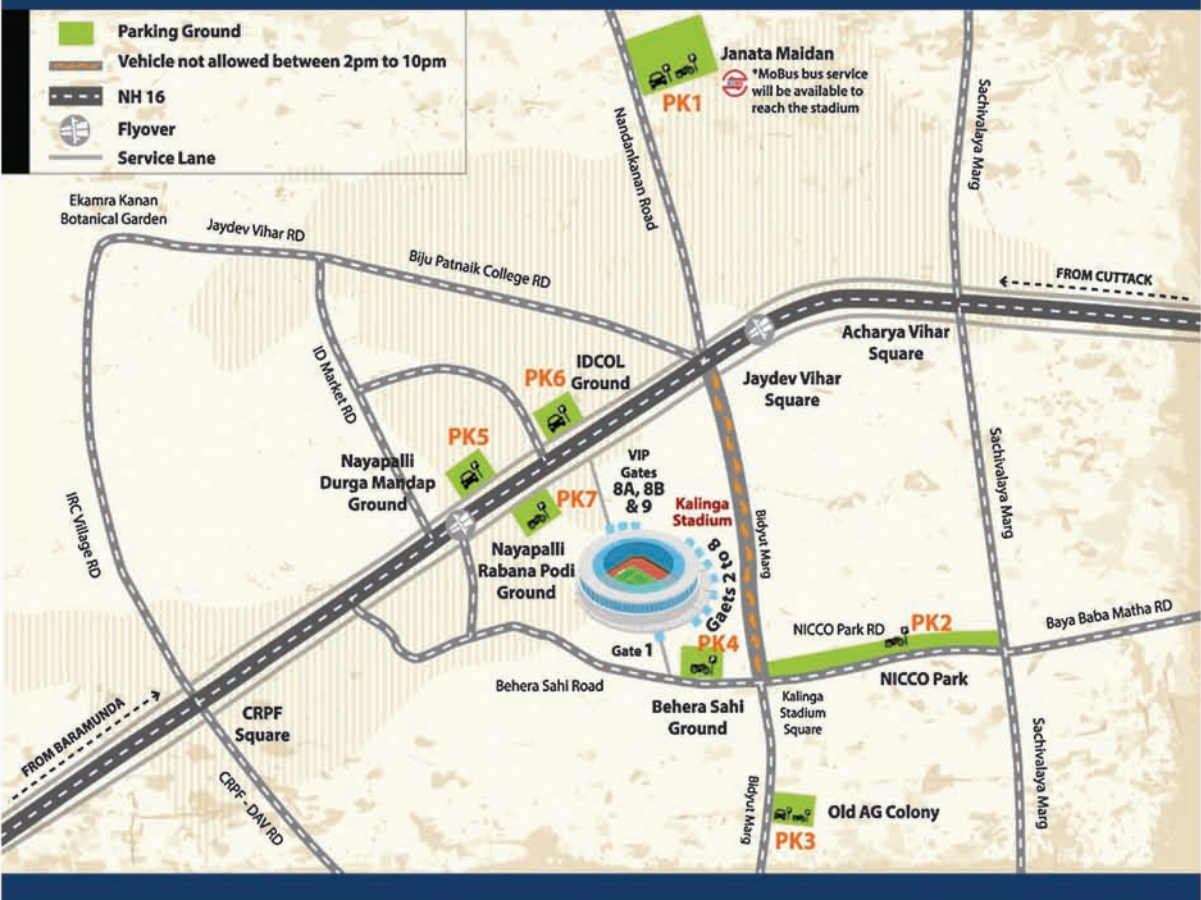 Parking Ground
Vehicle not allowed between 2pm to 10pm
NH 16
Flyover
Service Lane
Janata Maidan
*MoBus bus service
will be available to
reach the stadium
PK1
Nandankanan Road
Sachivalaya Marg
Ekamra Kanan
Botanical Garden
Jaydev Vihar RD
Biju Patnaik College RD
FROM CUTTACK
Acharya Vihar
Square
Jaydev Vihar
Square
ID Market RD
PK6
IDCOL
Ground
PK5
Nayapalli
Durga Mandap
Ground
PK7
Nayapalli
Rabana Podi
Ground
VIP
Gates
8A, 8B
& 9
Kalinga
Stadium
Gaets 2 to 8
Bidyut Marg
Sachivalaya Marg
IRC Village RD
Gate 1
PK4
Behera Sahi
Ground
Behera Sahi Road
NICCO Park RD
PK2
NICCO Park
Baya Baba Matha RD
Kalinga
Stadium
Square
FROM BARAMUNDA
CRPF
Square
CRPF - DAV RD
Bidyut Marg
Old AG Colony
PK3
Sachivalaya Marg